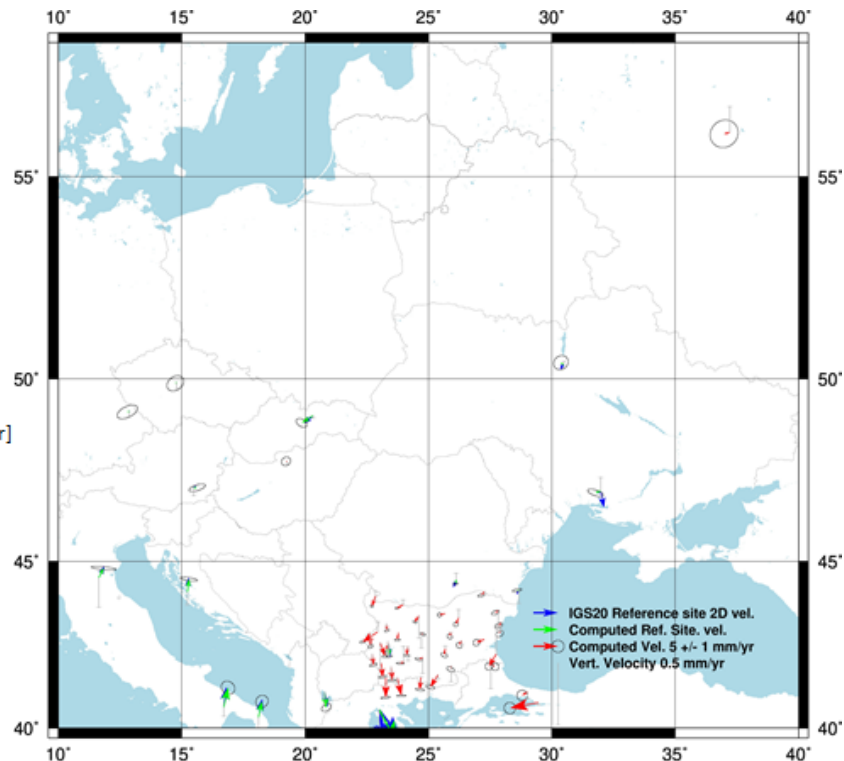 10˚ 15˚ 20˚ 25˚ 30˚ 35˚ 40˚
55˚ 55˚
50˚ 50˚
r]
45˚ 45˚
IGS20 Reference site 2D vel.
Computed Ref. Site. vel.
Computed Vel. 5 +/- 1 mm/yr
Vert. Velocity 0.5 mm/yr
40˚ 40˚
10˚ 15˚ 20˚ 25˚ 30˚ 35˚ 40˚